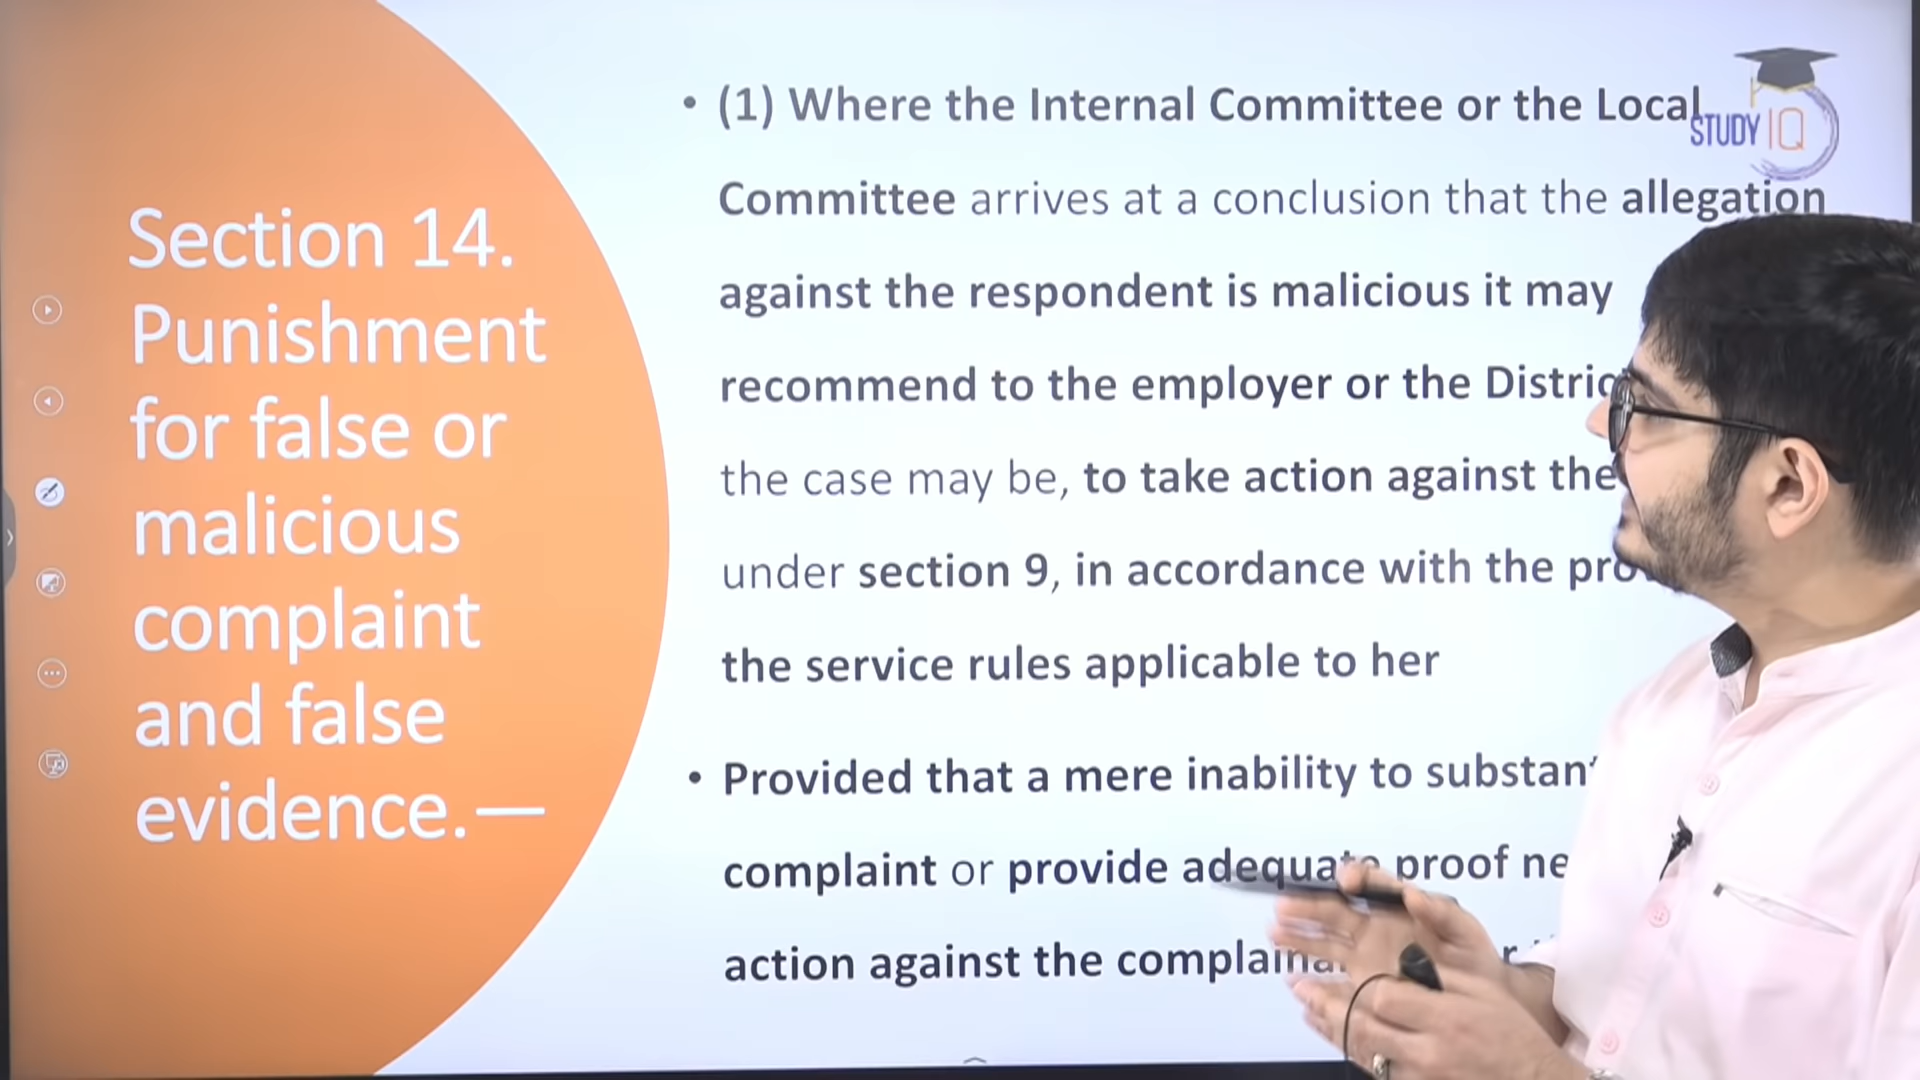 Section 14.
Punishment
for false or
malicious
complaint
and false
evidence.—
• (1) Where the Internal Committee or the Local
Committee arrives at a conclusion that the allegation
against the respondent is malicious it may
recommend to the employer or the
the case may be, to take action against the
under section 9, in accordance with the
the service rules applicable to her
• Provided that a mere inability to
complaint or provide adequate proof
action against the
STUDY IQ